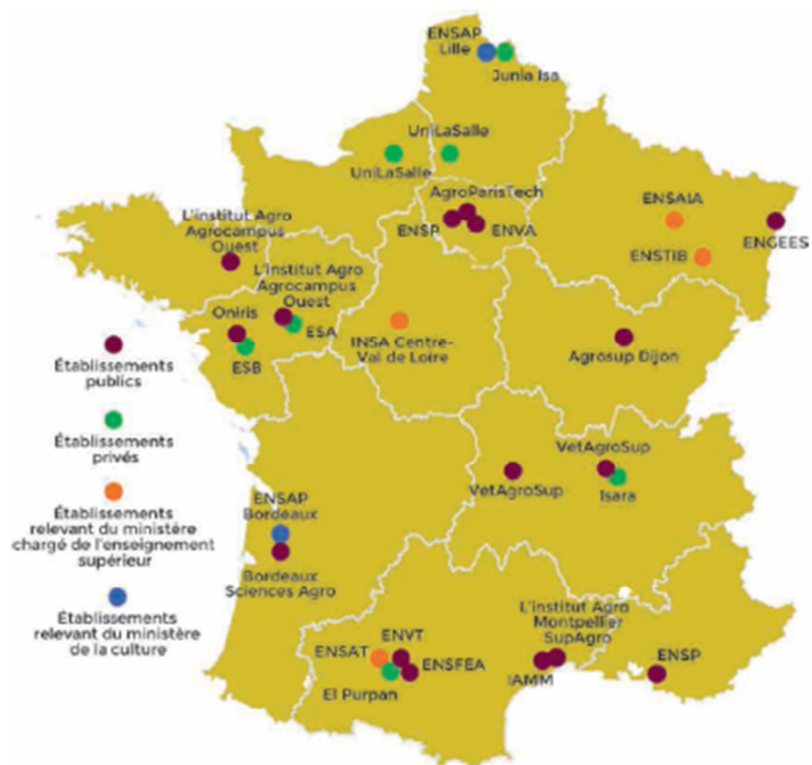 ENSAP
Lille
Junia Isa
UniLaSalle
UniLaSalle
AgroParisTech
ENSP
ENVA
ENSAIA
ENGEES
ENSTIB
L'institut Agro
Agrocampus
Ouest
L'institut Agro
Agrocampus
Ouest
Oniris
ESA
ESB
INSA Centre-
Val de Loire
Agrosup Dijon
Établissements
publics
Établissements
privés
Établissements
relevant du ministère
chargé de l'enseignement
supérieur
Établissements
relevant du ministère
de la culture
VetAgroSup
VetAgroSup
Isara
ENSAP
Bordeaux
Bordeaux
Sciences Agro
L'institut Agro
Montpellier
SupAgro
ENVT
ENSAT
ENSFEA
El Purpan
IAMM
ENSP